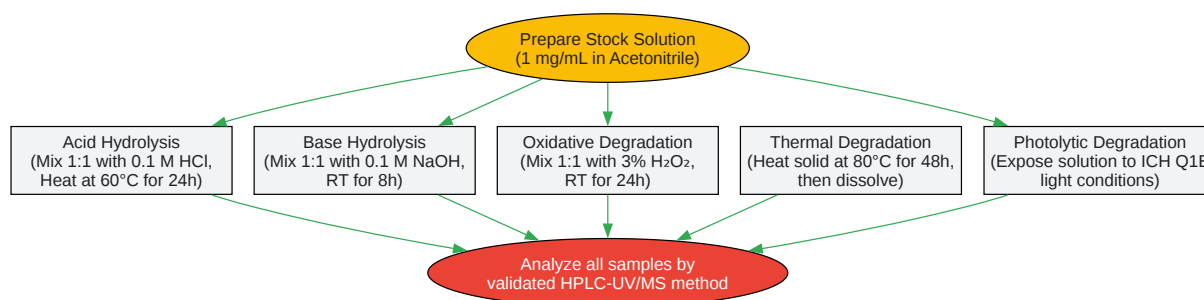 Prepare Stock Solution
(1 mg/mL in Acetonitrile)
Acid Hydrolysis
(Mix 1:1 with 0.1 M HCl,
Heat at 60°C for 24h)
Base Hydrolysis
(Mix 1:1 with 0.1 M NaOH,
RT for 8h)
Oxidative Degradation
(Mix 1:1 with 3% H₂O₂,
RT for 24h)
Thermal Degradation
(Heat solid at 80°C for 48h,
then dissolve)
Photolytic Degradation
(Expose solution to ICH
light conditions)
Analyze all samples by
validated HPLC-UV/MS method